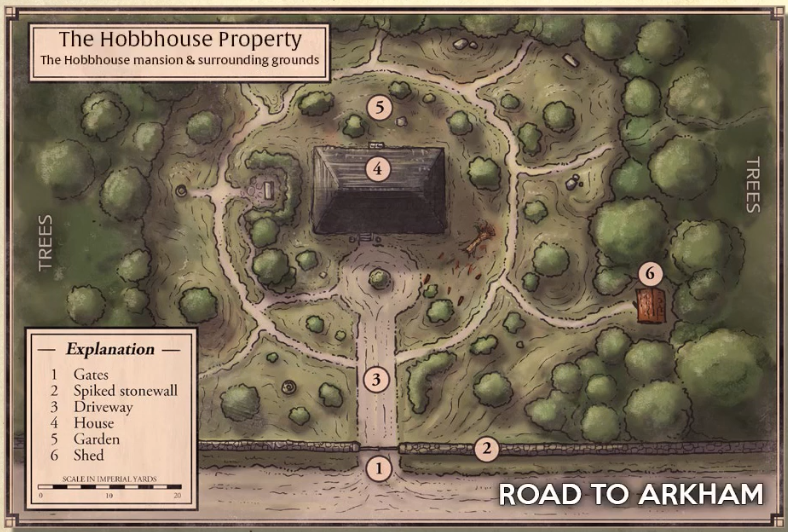 The Hobbhouse Property
The Hobbhouse mansion & surrounding grounds
5
4
TREES
TREES
6
Explanation
1 Gates
2 Spiked stonewall
3 Driveway
4 House
5 Garden
6 Shed
SCALE IN IMPERIAL YARDS
0 10 20
3
2
1
ROAD TO ARKHAM